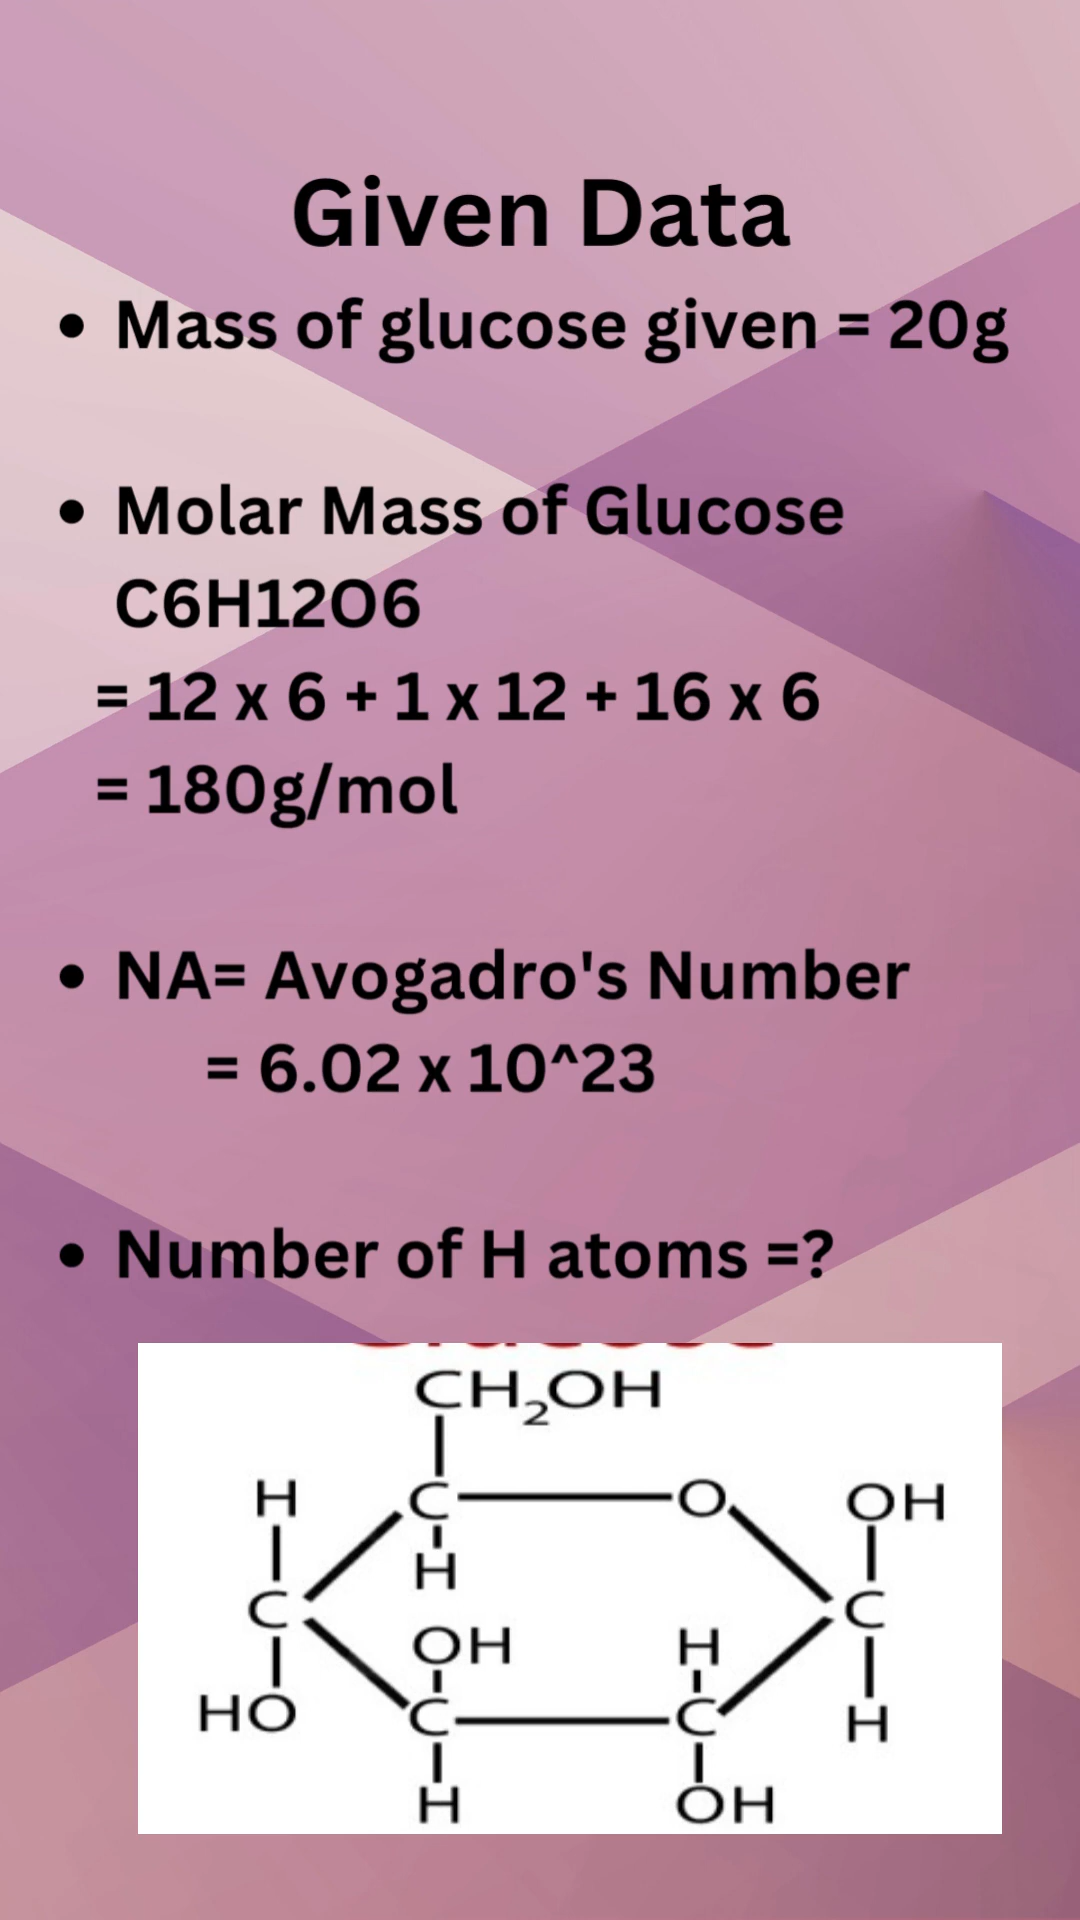 Given Data
• Mass of glucose given = 20g
• Molar Mass of Glucose
C6H12O6
= 12 x 6 + 1 x 12 + 16 x 6
= 180g/mol
• NA= Avogadro's Number
= 6.02 x 10^23
• Number of H atoms =?
CH₂OH
H C O OH
H
C C
OH H
HO C C H
H OH